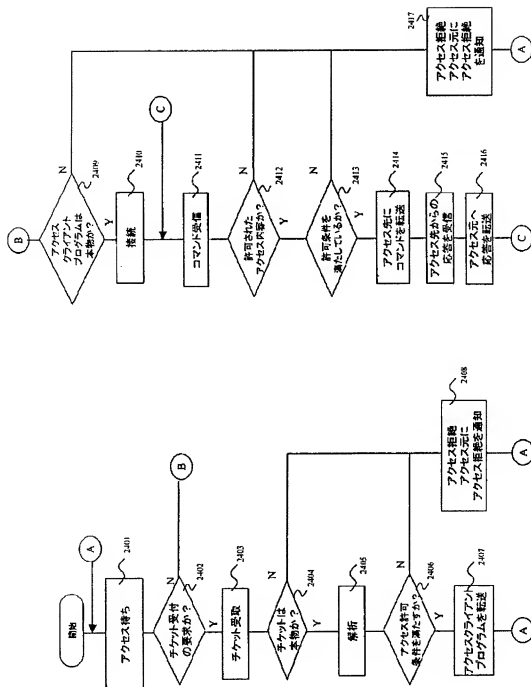 開始
A
アクセス待ち
2401
チケット受付
の要求か？
2402
N
B
Y
チケット受取
2403
チケットは
本物か？
2404
N
Y
解析
2405
アクセス許可
条件を満たすか？
2406
N
Y
アクセスクライアント
プログラムを転送
2407
A
アクセス拒絶
アクセス元に
アクセス拒絶を通知
2408
A
B
アクセス
クライアント
プログラムは
本物か？
2409
N
Y
接続
2410
C
コマンド受信
2411
許可された
アクセス内容か？
2412
N
Y
許可条件を
満たしているか？
2413
N
Y
アクセス先に
コマンドを転送
2414
アクセス先からの
応答を受信
2415
アクセス元へ
応答を転送
2416
C
アクセス拒絶
アクセス元に
アクセス拒絶
を通知
2417
A